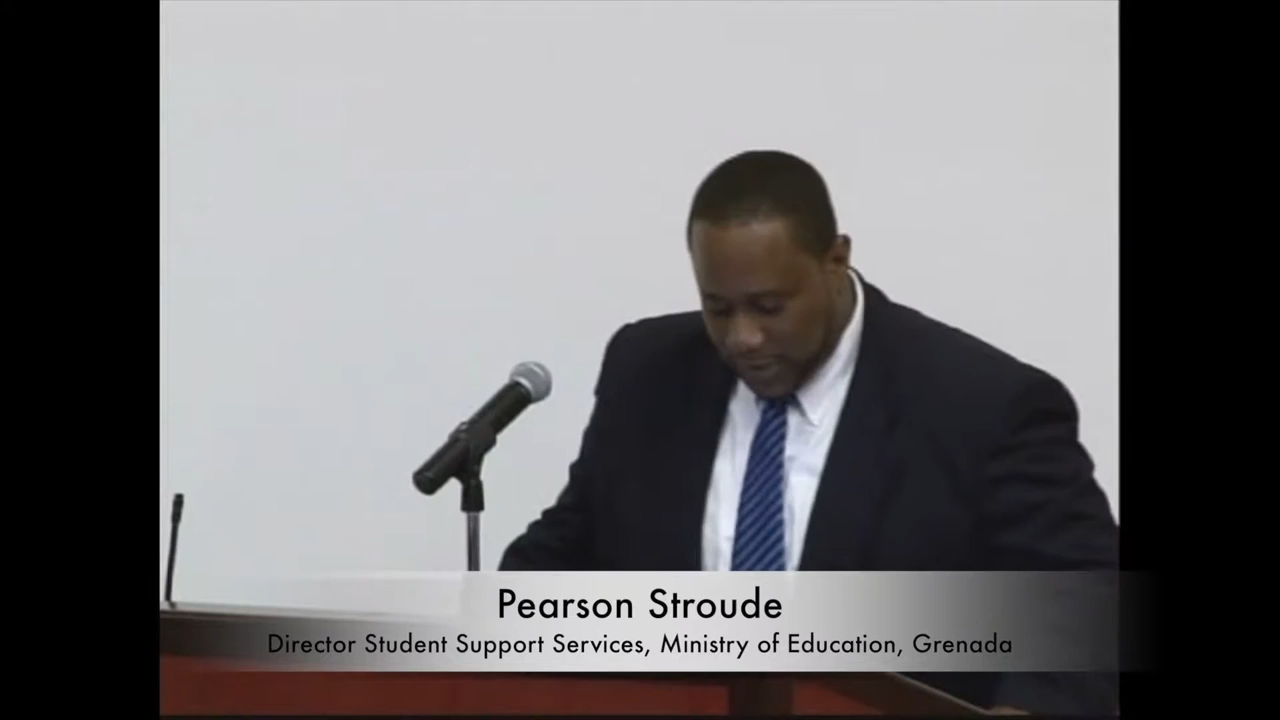 Pearson Stroude
Director Student Support Services, Ministry of Education, Grenada